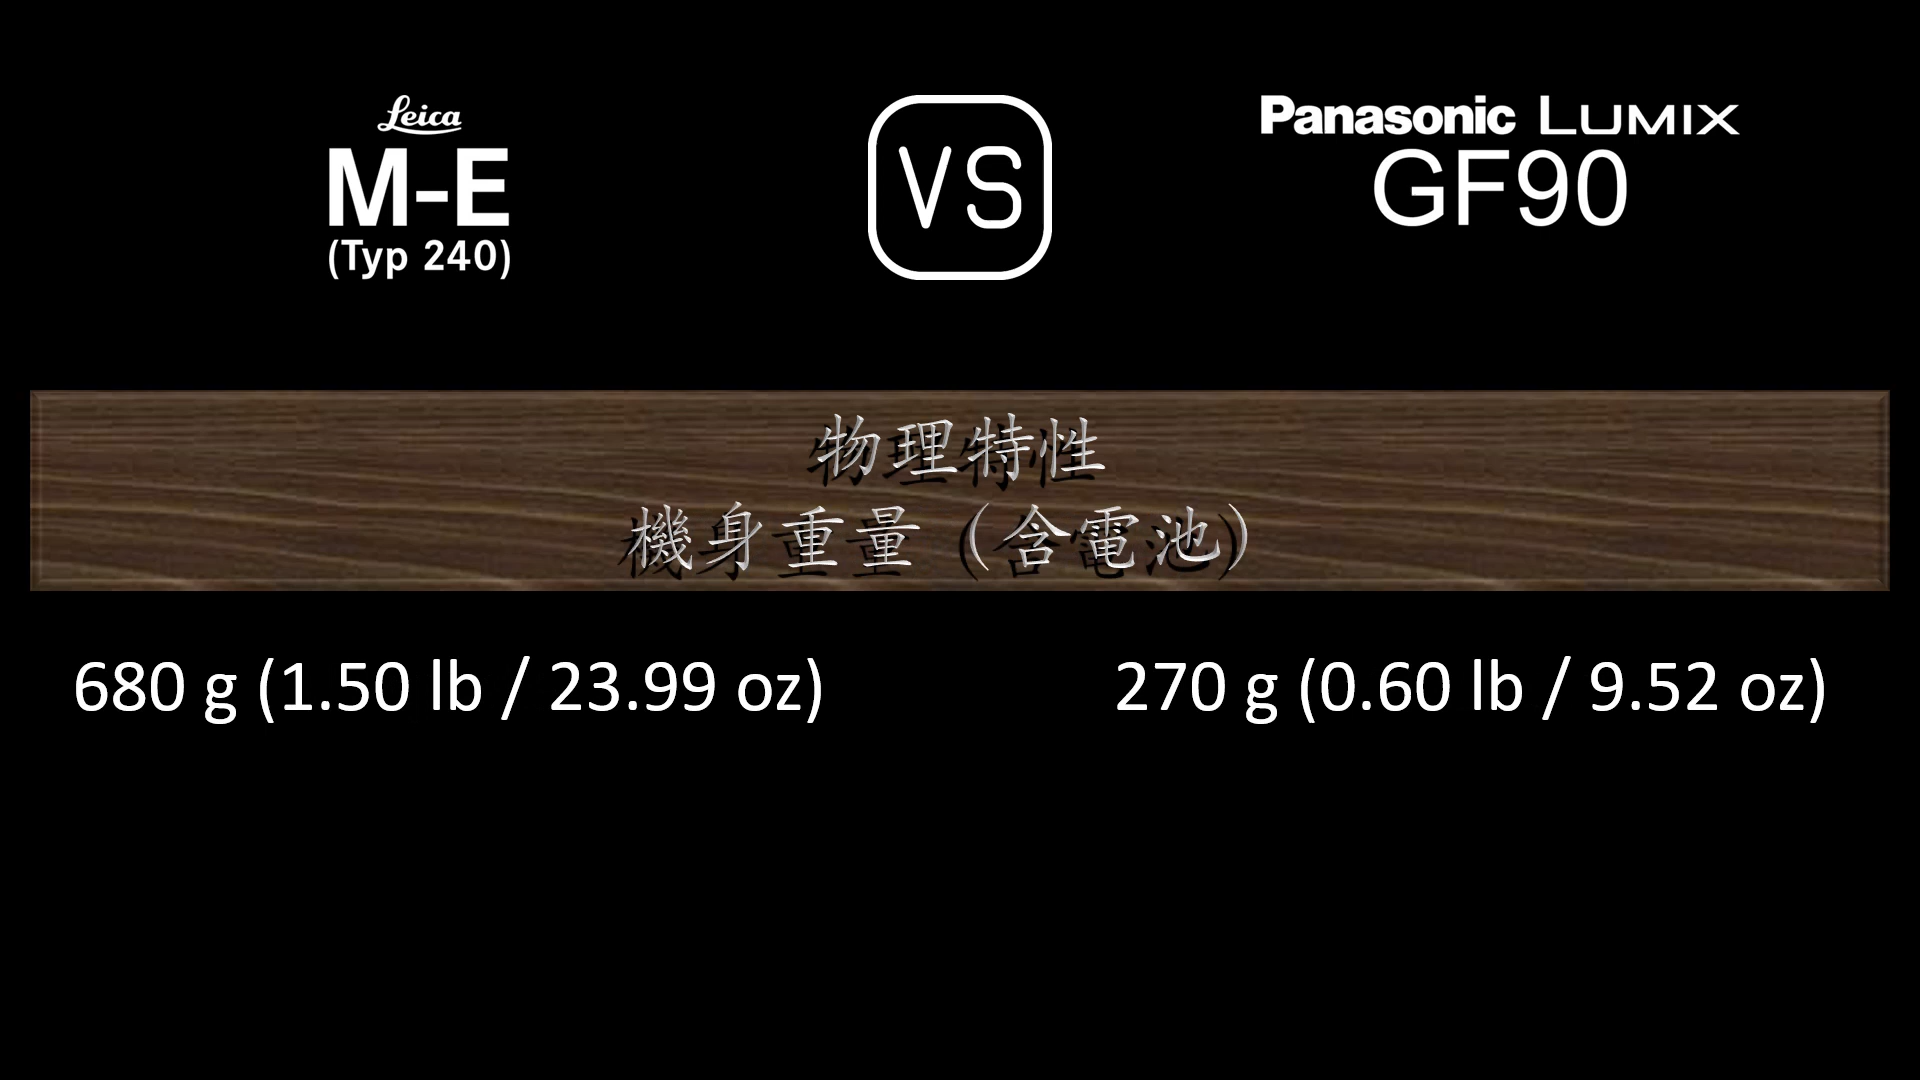 Leica
M-E
(Typ 240)
VS
Panasonic LUMIX
GF90
物理特性
機身重量（含電池）
680 g (1.50 lb / 23.99 oz)
270 g (0.60 lb / 9.52 oz)